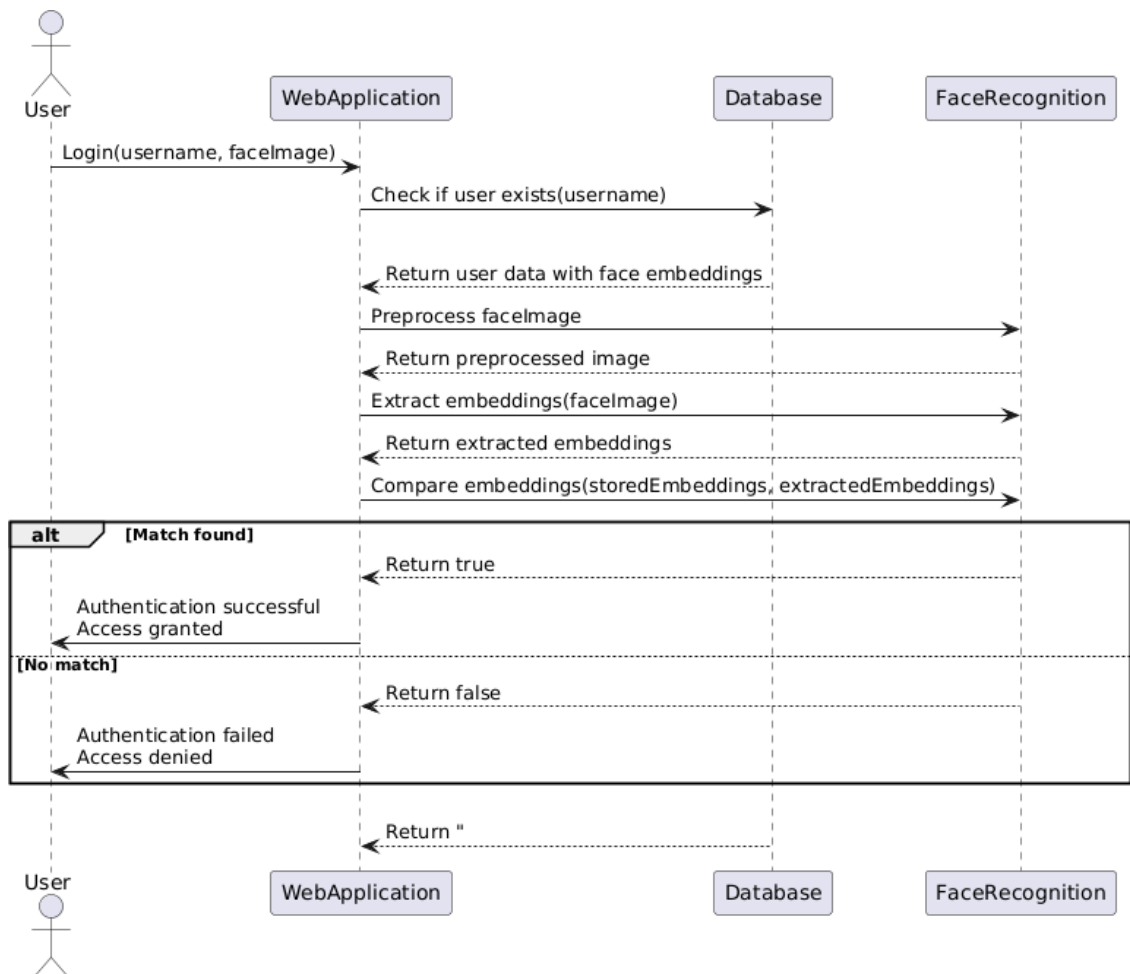 User
WebApplication
Database
FaceRecognition
Login(username, faceImage)
Check if user exists(username)
Return user data with face embeddings
Preprocess faceImage
Return preprocessed image
Extract embeddings(faceImage)
Return extracted embeddings
Compare embeddings(storedEmbeddings, extractedEmbeddings)
alt [Match found]
Return true
Authentication successful
Access granted
[No match]
Return false
Authentication failed
Access denied
Return "
User
WebApplication
Database
FaceRecognition